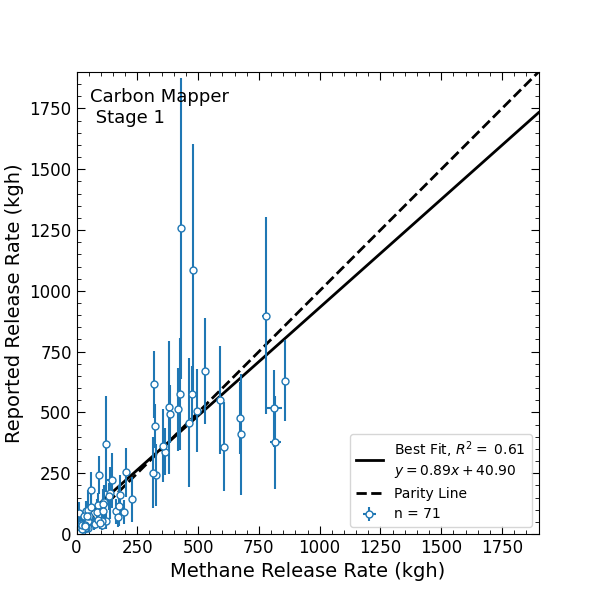 Carbon Mapper
Stage 1
1750
1500
1250
1000
750
500
250
0
0 250 500 750 1000 1250 1500 1750
Reported Release Rate (kgh)
Methane Release Rate (kgh)
Best Fit, R² = 0.61
y = 0.89x + 40.90
Parity Line
n = 71